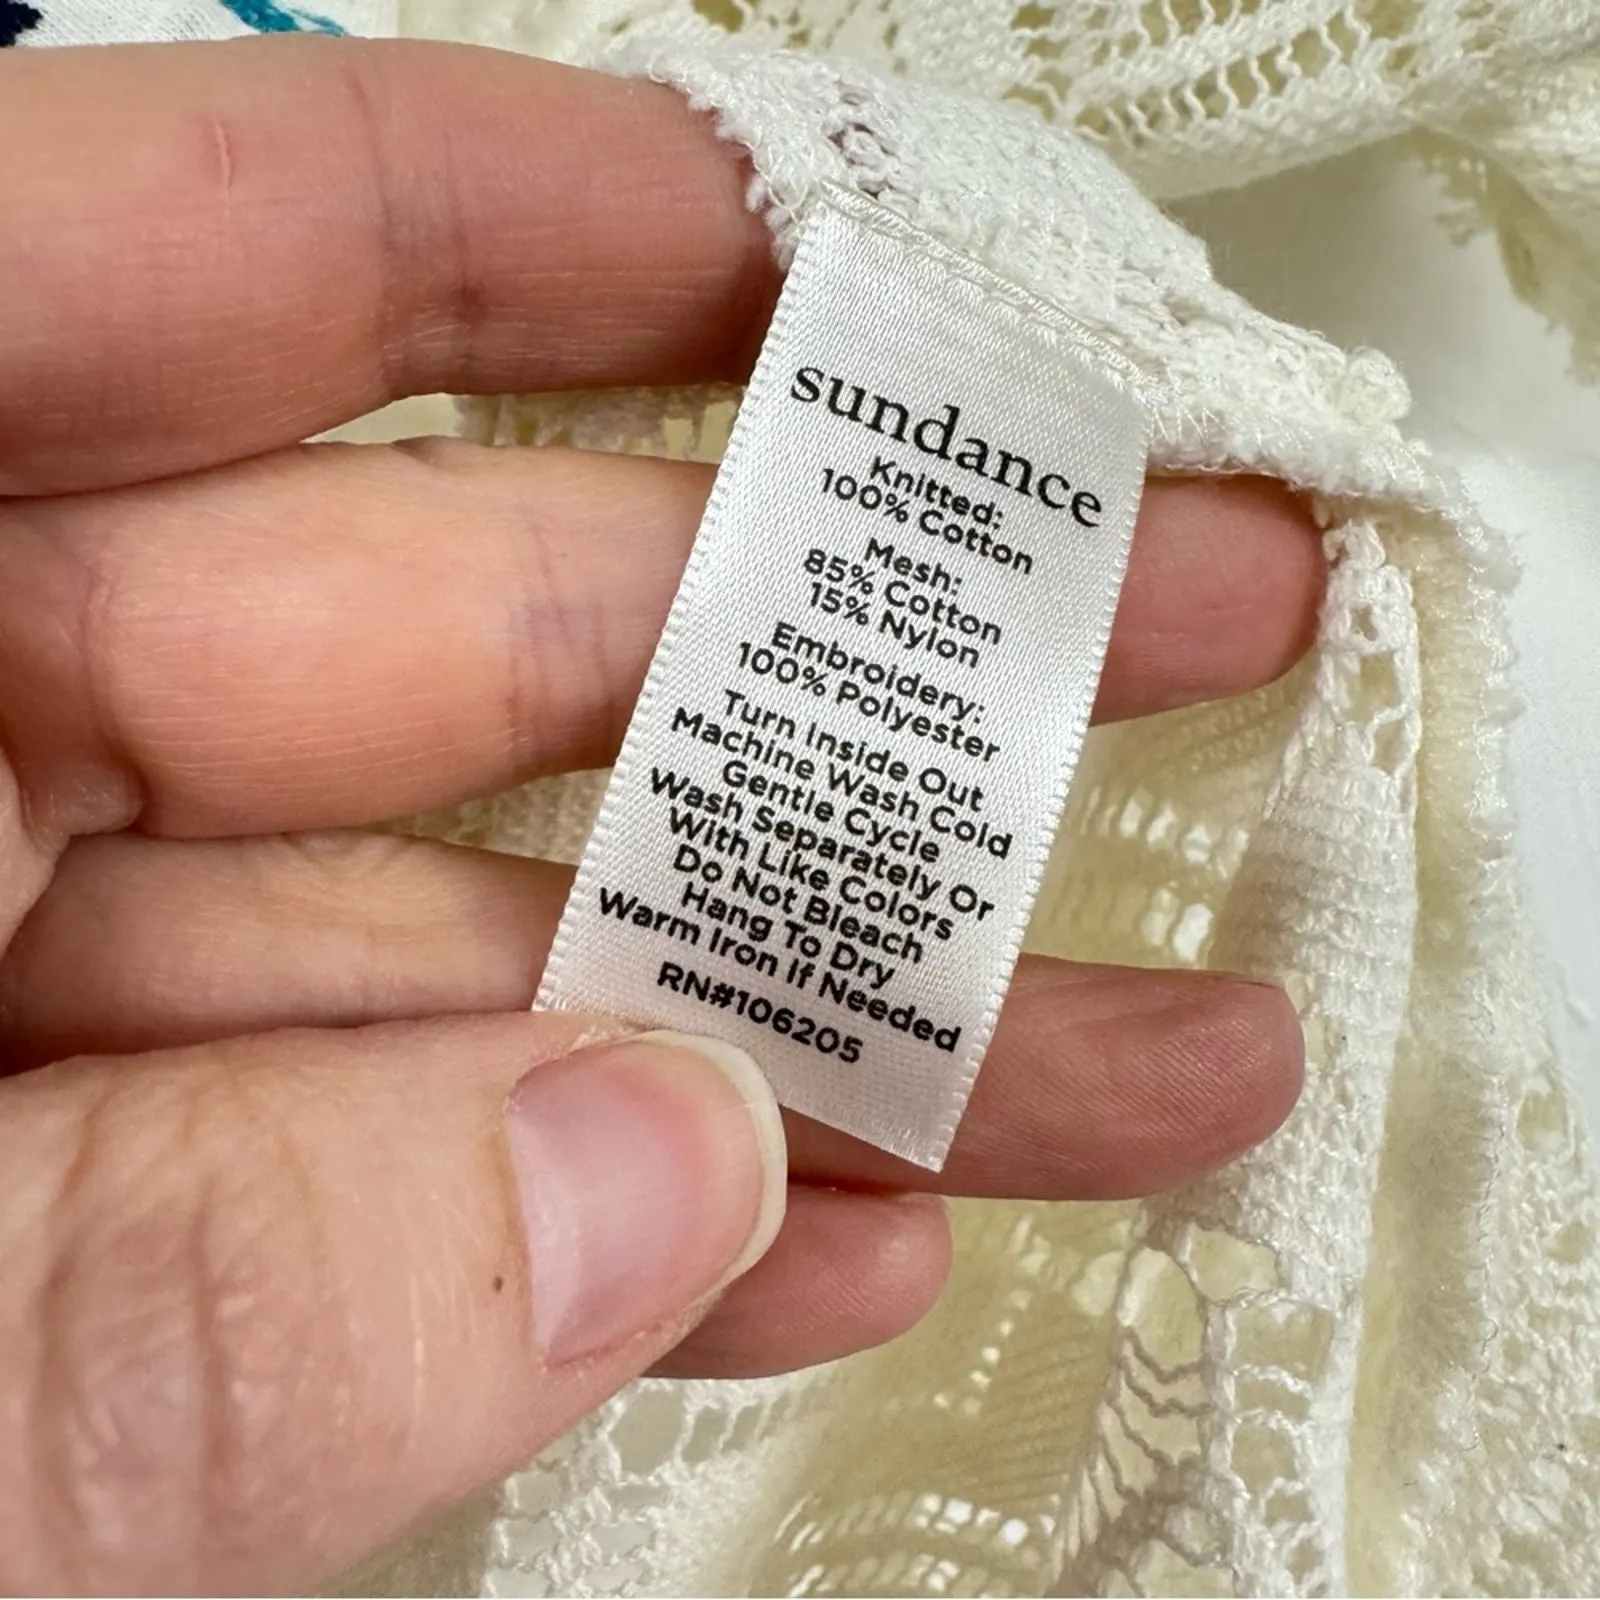 sundance
Knitted:
100% Cotton
Mesh:
85% Cotton
15% Nylon
Embroidery:
100% Polyester
Turn Inside Out
Machine Wash Cold
Gentle Cycle
Wash Separately Or
With Like Colors
Do Not Bleach
Hang To Dry
Warm Iron If Needed
RN#106205